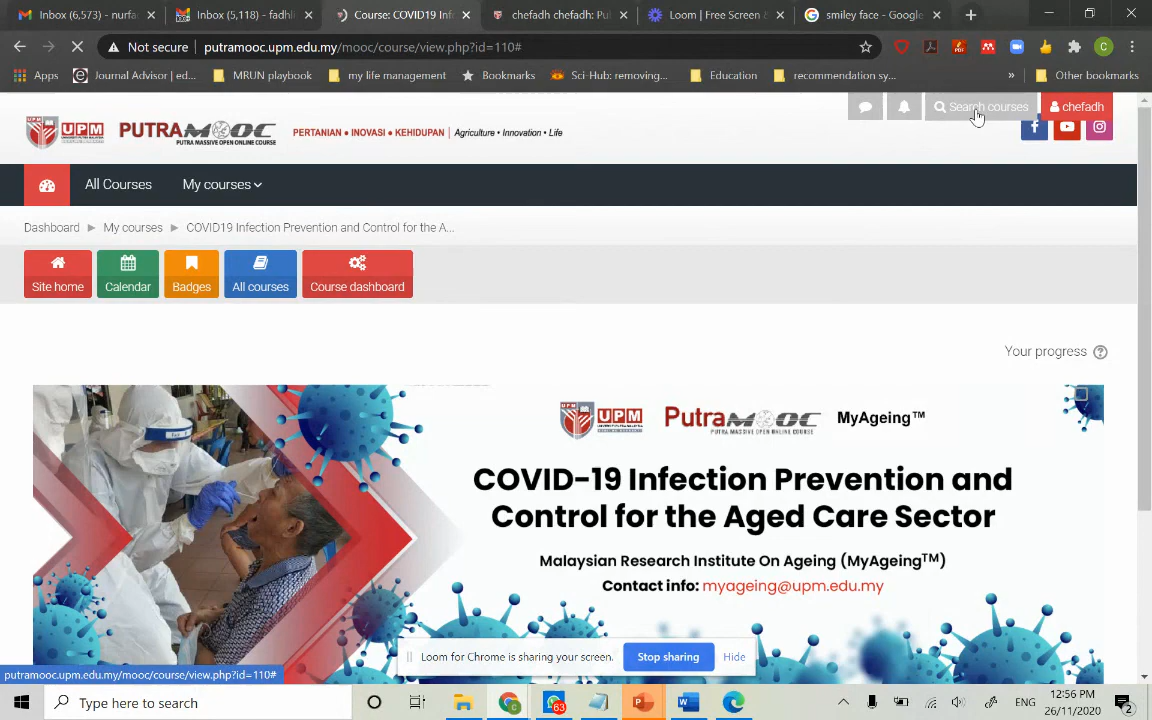 Inbox (6,573) - nurfa
Inbox (5,118) - fadhli
Course: COVID19 Inf
chefadh chefadh: Pu
Loom | Free Screen &
smiley face - Google
Not secure
putramooc.upm.edu.my/mooc/course/view.php?id=110#
C
Apps
Journal Advisor | ed...
MRUN playbook
my life management
Bookmarks
Sci-Hub: removing...
Education
recommendation sy...
»
Other bookmarks
UPM
PUTRAMOOC
PUTRA MASSIVE OPEN ONLINE COURSE
PERTANIAN • INOVASI • KEHIDUPAN | Agriculture • Innovation • Life
Search courses
chefadh
All Courses
My courses
Dashboard ► My courses ► COVID19 Infection Prevention and Control for the A...
Site home
Calendar
Badges
All courses
Course dashboard
Your progress
UPM
PutraMOOC
PUTRA MASSIVE OPEN ONLINE COURSE
MyAgeing™
COVID-19 Infection Prevention and
Control for the Aged Care Sector
Malaysian Research Institute On Ageing (MyAgeing™)
Contact info: myageing@upm.edu.my
Loom for Chrome is sharing your screen.
Stop sharing
Hide
putramooc.upm.edu.my/mooc/course/view.php?id=110#
Type here to search
63
ENG
12:56 PM
26/11/2020
2